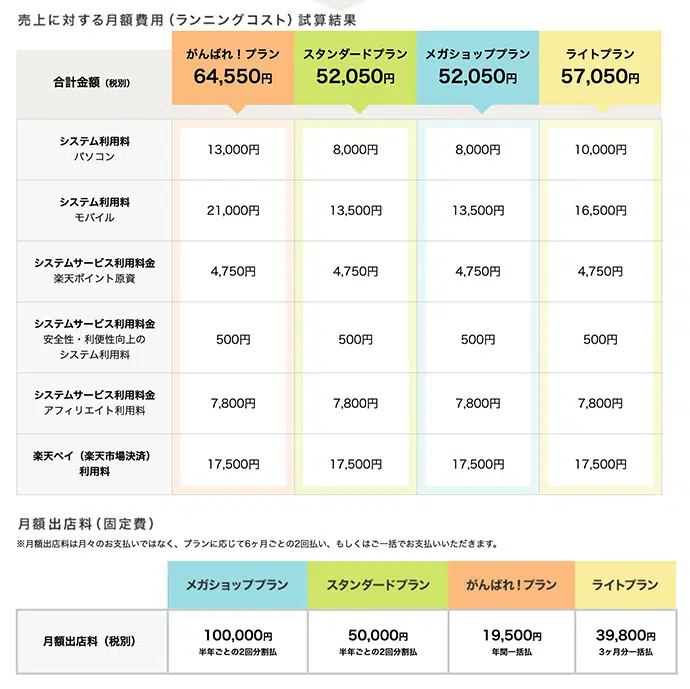 売上に対する月額費用（ランニングコスト）試算結果
合計金額（税別）
がんばれ！プラン
64,550円
スタンダードプラン
52,050円
メガショッププラン
52,050円
ライトプラン
57,050円
システム利用料
パソコン
13,000円 8,000円 8,000円 10,000円
システム利用料
モバイル
21,000円 13,500円 13,500円 16,500円
システムサービス利用料金
楽天ポイント原資
4,750円 4,750円 4,750円 4,750円
システムサービス利用料金
安全性・利便性向上の
システム利用料
500円 500円 500円 500円
システムサービス利用料金
アフィリエイト利用料
7,800円 7,800円 7,800円 7,800円
楽天ペイ（楽天市場決済）
利用料
17,500円 17,500円 17,500円 17,500円
月額出店料（固定費）
※月額出店料は月々のお支払いではなく、プランに応じて6ヶ月ごとの2回払い、もしくはご一括でお支払いいただきます。
メガショッププラン スタンダードプラン がんばれ！プラン ライトプラン
月額出店料（税別）
100,000円 50,000円 19,500円 39,800円
半年ごとの2回分割払 半年ごとの2回分割払 年間一括払 3ヶ月分一括払